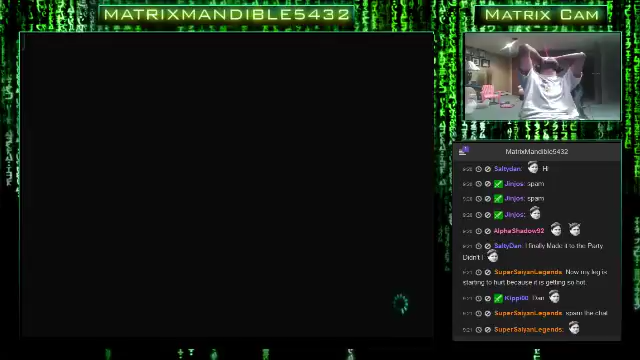 MATRIXMANDIBLE5432
MATRIX CAM
MatrixMandible5432
Saltydan: Hi
Jinjos: spam
Jinjos: spam
Jinjos:
AlphaShadow92
SaltyDan: I finally Made it to the Party
Didn't I
SuperSaiyanLegends: Now my leg is
starting to hurt because it is getting so hot.
Kippi00: Dan
SuperSaiyanLegends: spam the chat
SuperSaiyanLegends: